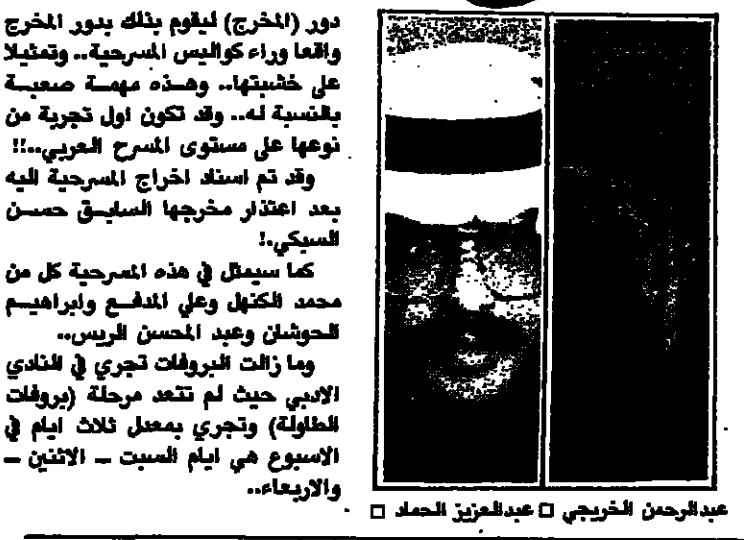 دور (المخرج) ليقوم بذلك بدور المخرج
واقعا وراء كواليس المسرحية.. وتمثيلا
على خشبتها.. وهذه مهمة صعبة
بالنسبة له.. وقد تكون اول تجربة من
نوعها على مستوى المسرح العربي..!!
وقد تم اسناد اخراج المسرحية اليه
بعد اعتذار مخرجها السابق حسن
السبكي.!
كما سيمثل في هذه المسرحية كل من
محمد الكنهل وعلي المدفع وابراهيم
الحوشان وعبد المحسن الريس..
وما زالت البروفات تجري في النادي
الادبي حيث لم تتعد مرحلة (بروفات
الطاولة) وتجري بمعدل ثلاث ايام في
الاسبوع هي ايام السبت – الاثنين –
والاربعاء..
عبدالرحمن الخريجي □ عبدالعزيز الحماد □